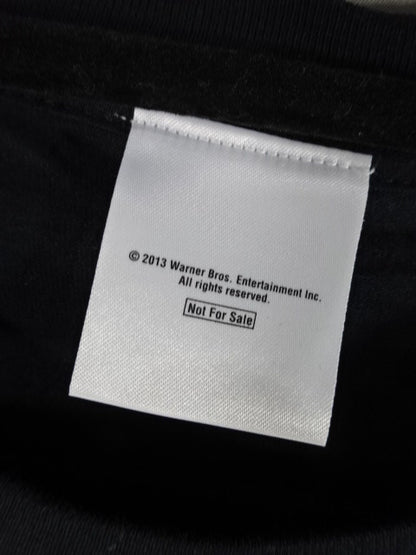 © 2013 Warner Bros. Entertainment Inc.
All rights reserved.
Not For Sale